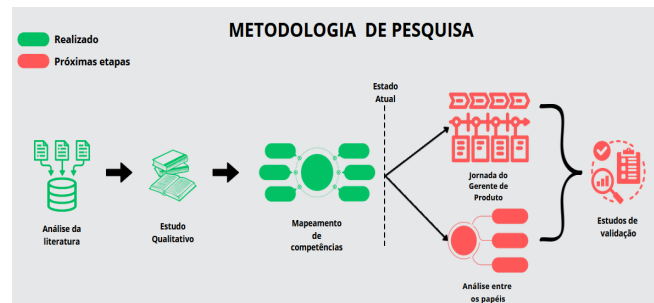 METODOLOGIA DE PESQUISA
Realizado
Próximas etapas
Estado
Atual
Análise da
literatura
Estudo
Qualitativo
Mapeamento
de
competências
Jornada do
Gerente de
Produto
Análise entre
os papéis
Estudos de
validação